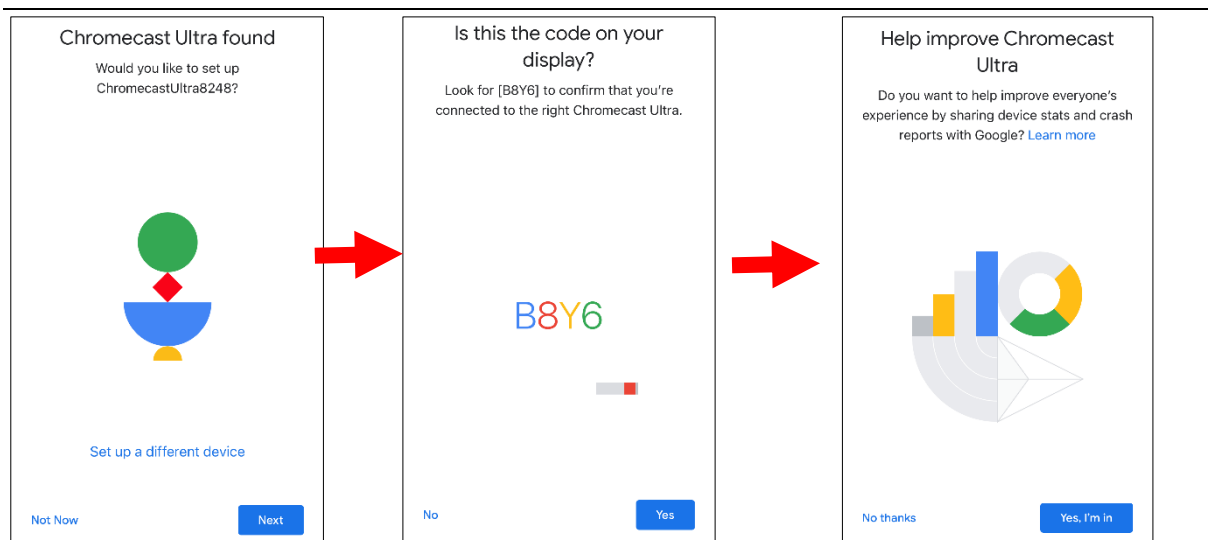 Chromecast Ultra found
Would you like to set up
ChromecastUltra8248?
Set up a different device
Not Now
Next
Is this the code on your
display?
Look for [B8Y6] to confirm that you're
connected to the right Chromecast Ultra.
B8Y6
No
Yes
Help improve Chromecast
Ultra
Do you want to help improve everyone's
experience by sharing device stats and crash
reports with Google? Learn more
No thanks
Yes, I'm in